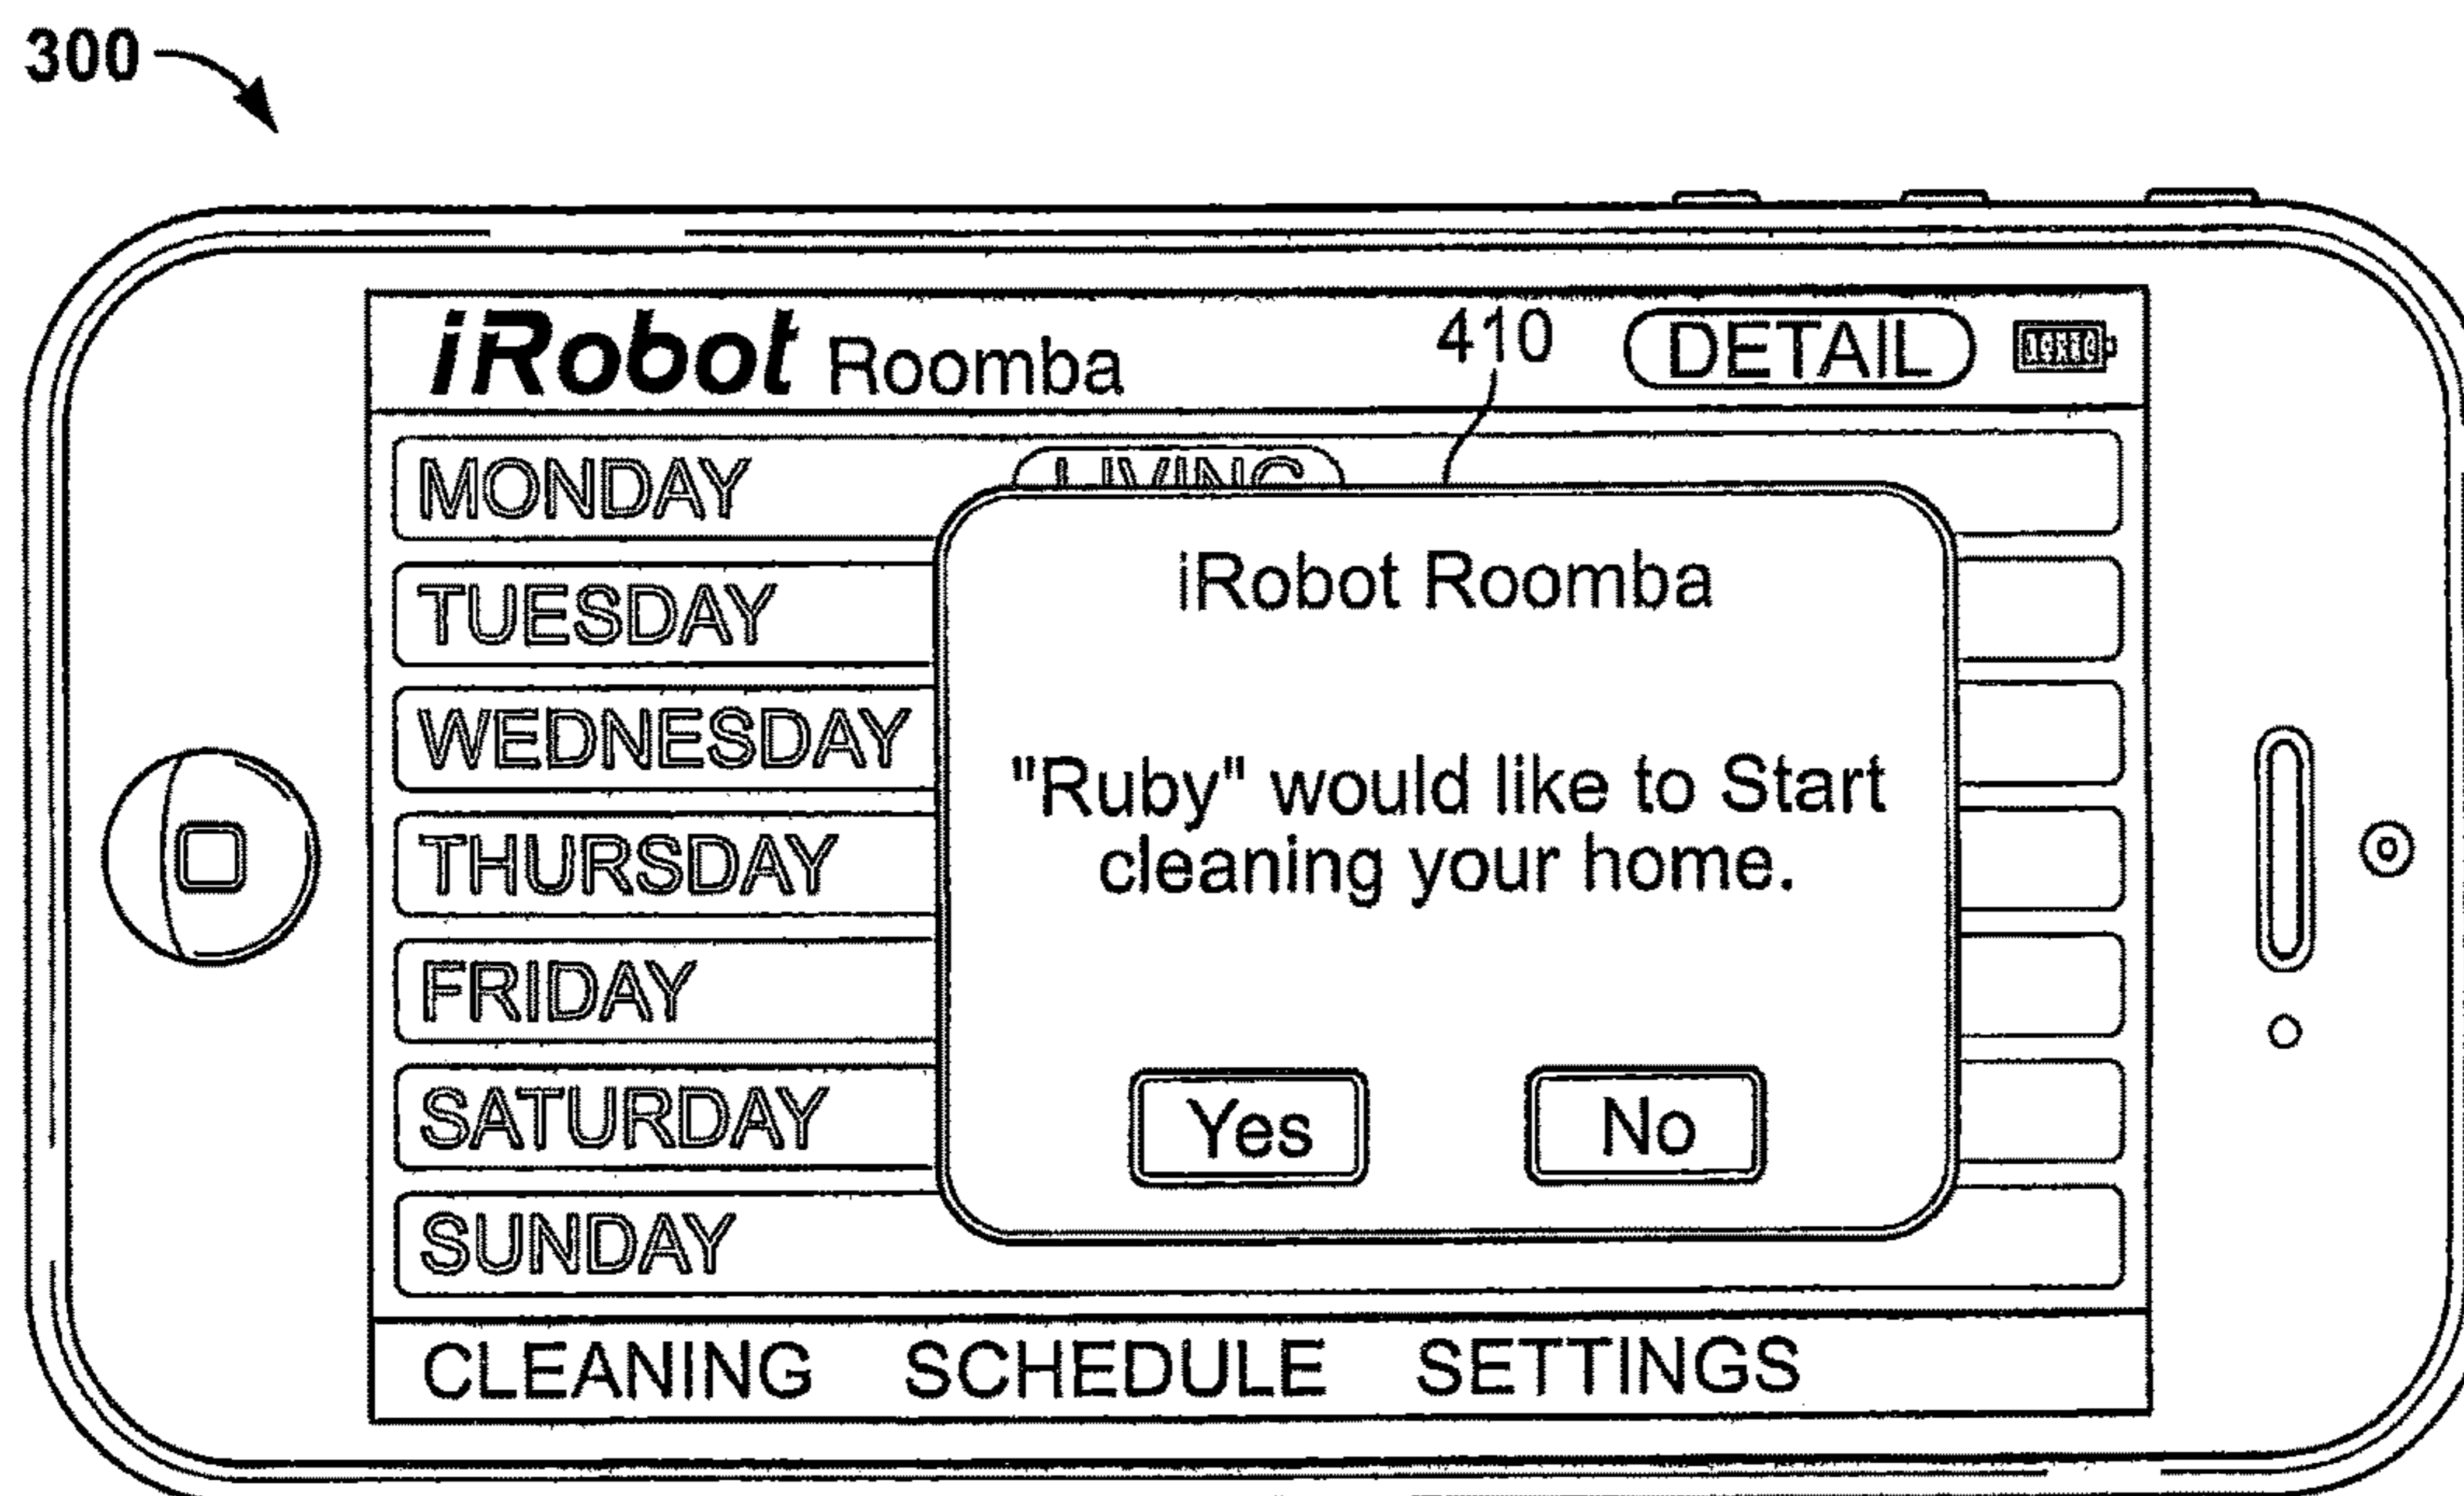 300
iRobot Roomba 410 DETAIL
MONDAY LIVING
TUESDAY
WEDNESDAY
THURSDAY
FRIDAY
SATURDAY
SUNDAY
iRobot Roomba
"Ruby" would like to Start
cleaning your home.
Yes No
CLEANING SCHEDULE SETTINGS